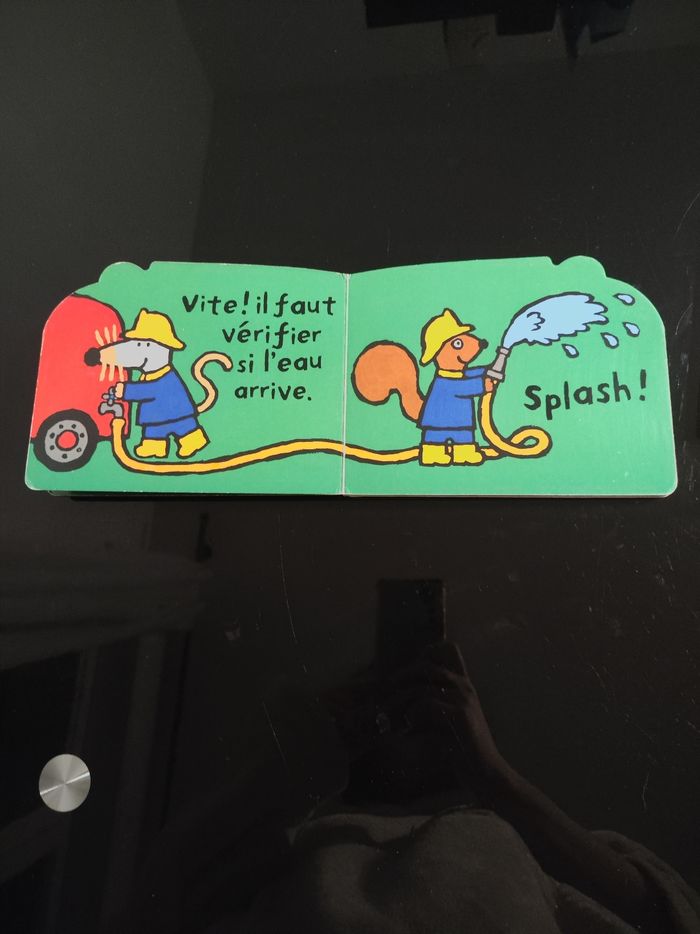 Vite! il faut
vérifier
si l'eau
arrive.
Splash!